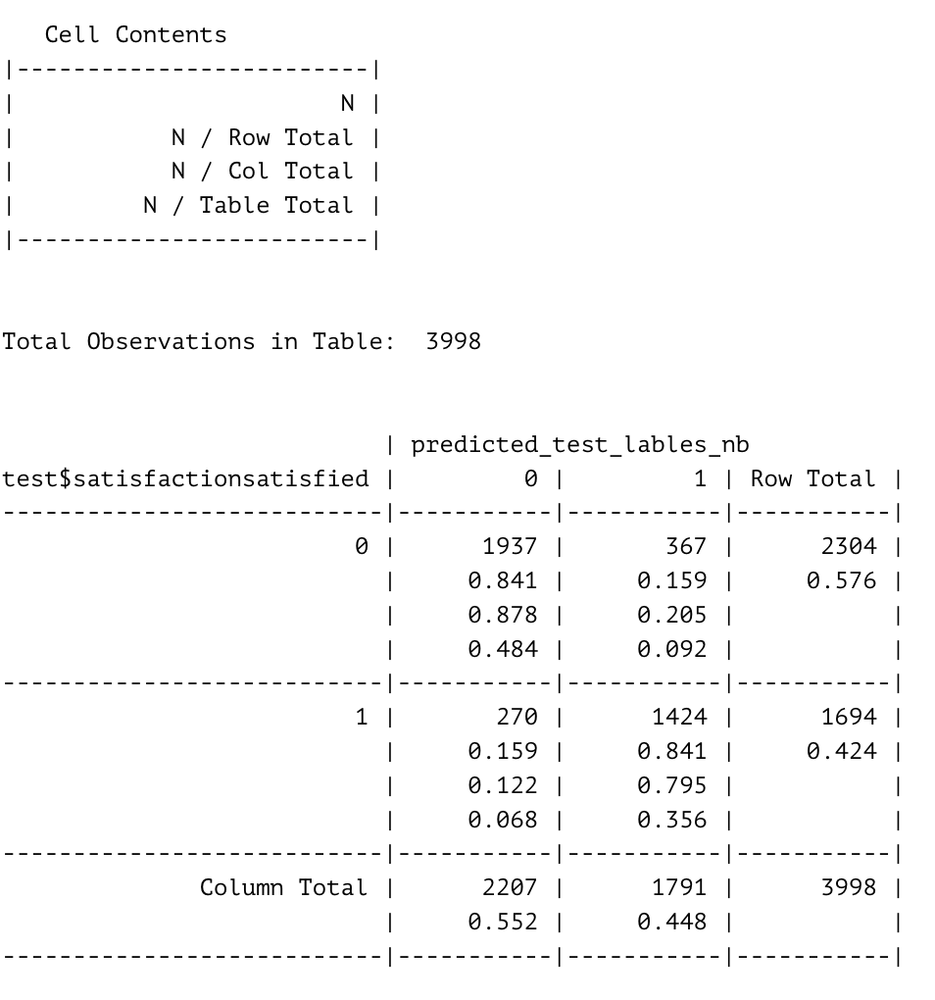 Cell Contents
|-------------------------|
|                       N |
|           N / Row Total |
|           N / Col Total |
|         N / Table Total |
|-------------------------|
Total Observations in Table:  3998
                           | predicted_test_lables_nb
test$satisfactionsatisfied |         0 |         1 | Row Total |
---------------------------|-----------|-----------|-----------|
                         0 |      1937 |       367 |      2304 |
                           |     0.841 |     0.159 |     0.576 |
                           |     0.878 |     0.205 |           |
                           |     0.484 |     0.092 |           |
---------------------------|-----------|-----------|-----------|
                         1 |       270 |      1424 |      1694 |
                           |     0.159 |     0.841 |     0.424 |
                           |     0.122 |     0.795 |           |
                           |     0.068 |     0.356 |           |
---------------------------|-----------|-----------|-----------|
              Column Total |      2207 |      1791 |      3998 |
                           |     0.552 |     0.448 |           |
---------------------------|-----------|-----------|-----------|